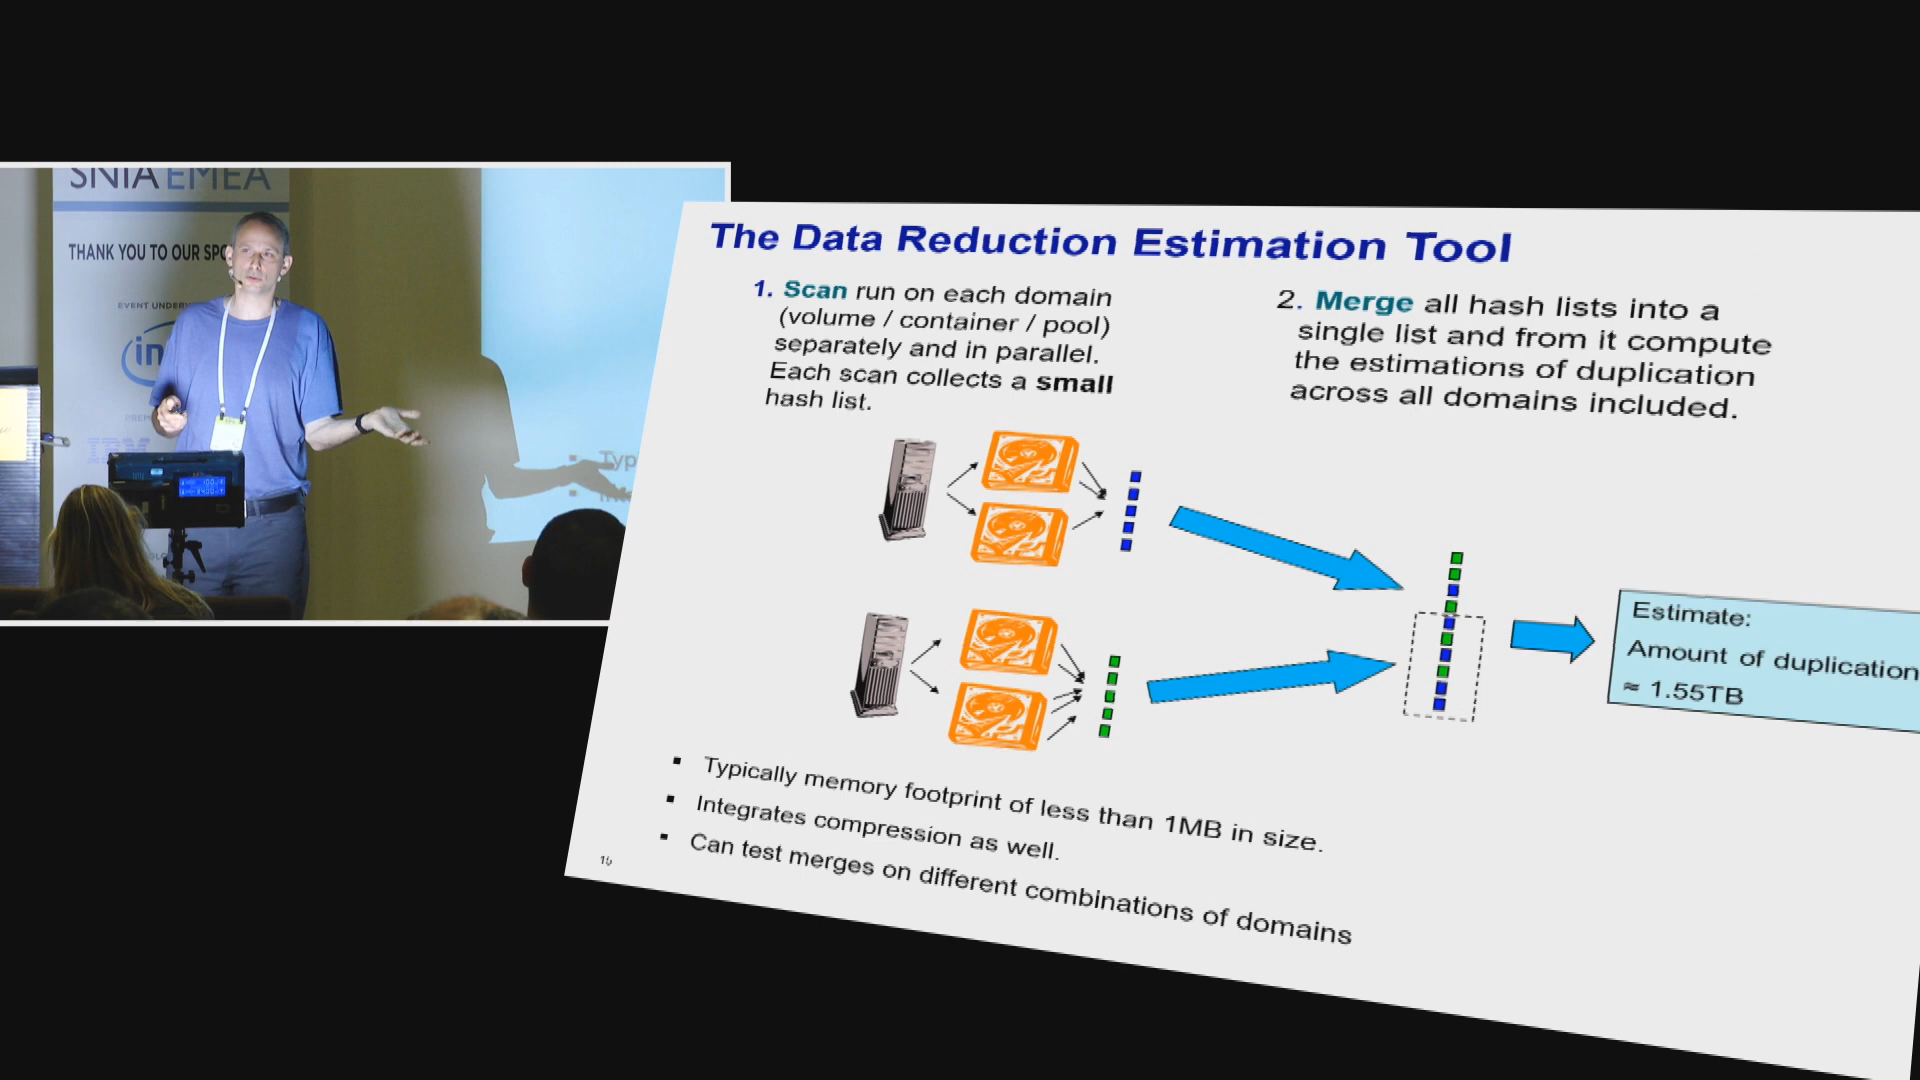 SNIA EMEA
THANK YOU TO OUR
EVENT
IBM
The Data Reduction Estimation Tool
1. Scan run on each domain
(volume / container / pool)
separately and in parallel.
Each scan collects a small
hash list.
2. Merge all hash lists into a
single list and from it compute
the estimations of duplication
across all domains included.
Estimate:
Amount of duplication
≈ 1.55TB
▪ Typically memory footprint of less than 1MB in size.
▪ Integrates compression as well.
▪ Can test merges on different combinations of domains